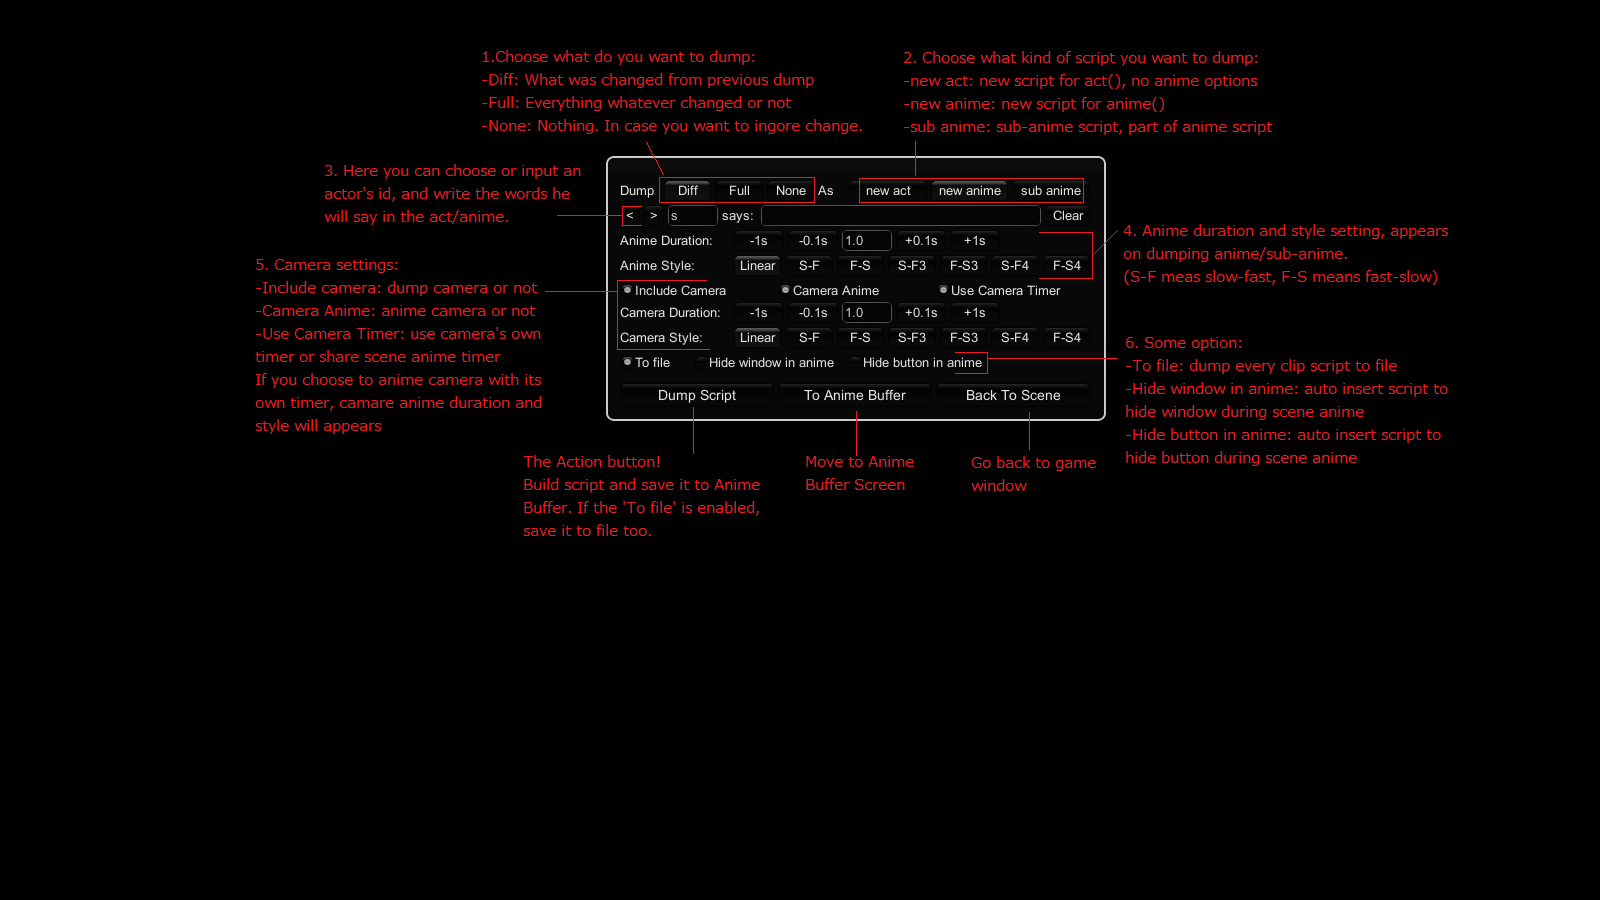 1.Choose what do you want to dump:
-Diff: What was changed from previous dump
-Full: Everything whatever changed or not
-None: Nothing. In case you want to ingore change.
2. Choose what kind of script you want to dump:
-new act: new script for act(), no anime options
-new anime: new script for anime()
-sub anime: sub-anime script, part of anime script
3. Here you can choose or input an
actor's id, and write the words he
will say in the act/anime.
Dump Diff Full None As new act new anime sub anime
< > s says: Clear
Anime Duration: -1s -0.1s 1.0 +0.1s +1s
Anime Style: Linear S-F F-S S-F3 F-S3 S-F4 F-S4
Include Camera Camera Anime Use Camera Timer
Camera Duration: -1s -0.1s 1.0 +0.1s +1s
Camera Style: Linear S-F F-S S-F3 F-S3 S-F4 F-S4
To file Hide window in anime Hide button in anime
Dump Script To Anime Buffer Back To Scene
4. Anime duration and style setting, appears
on dumping anime/sub-anime.
(S-F meas slow-fast, F-S means fast-slow)
5. Camera settings:
-Include camera: dump camera or not
-Camera Anime: anime camera or not
-Use Camera Timer: use camera's own
timer or share scene anime timer
If you choose to anime camera with its
own timer, camare anime duration and
style will appears
6. Some option:
-To file: dump every clip script to file
-Hide window in anime: auto insert script to
hide window during scene anime
-Hide button in anime: auto insert script to
hide button during scene anime
The Action button!
Build script and save it to Anime
Buffer. If the 'To file' is enabled,
save it to file too.
Move to Anime
Buffer Screen
Go back to game
window